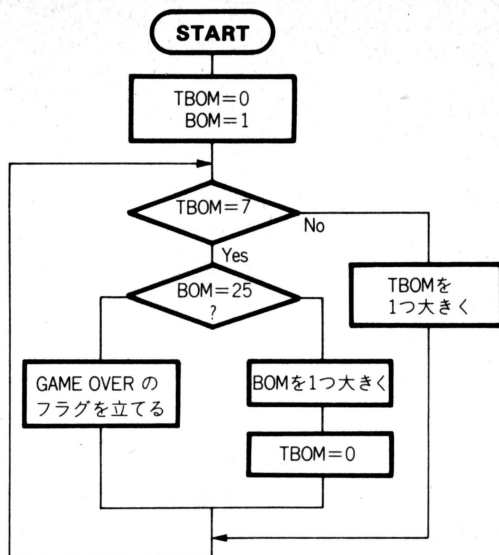 START
TBOM=0
BOM=1
TBOM=7
No
Yes
BOM=25
?
TBOMを
1つ大きく
GAME OVER の
フラグを立てる
BOMを1つ大きく
TBOM=0